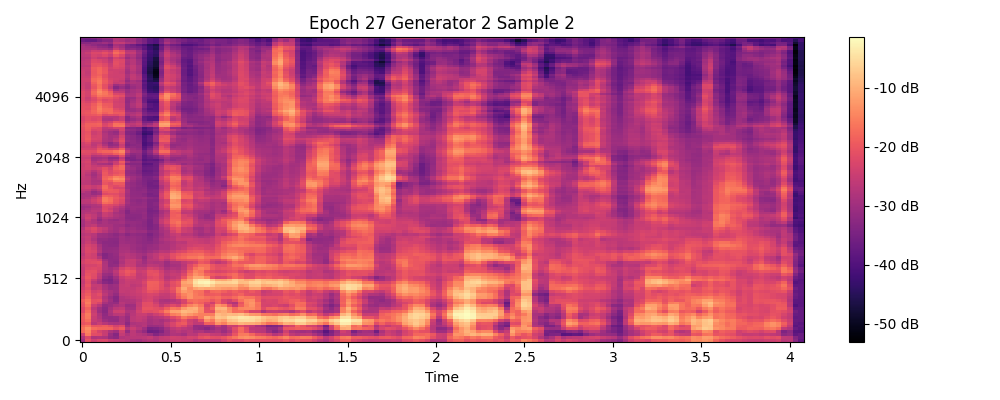 Epoch 27 Generator 2 Sample 2
Hz
4096
2048
1024
512
0
0 0.5 1 1.5 2 2.5 3 3.5 4
Time
-10 dB
-20 dB
-30 dB
-40 dB
-50 dB